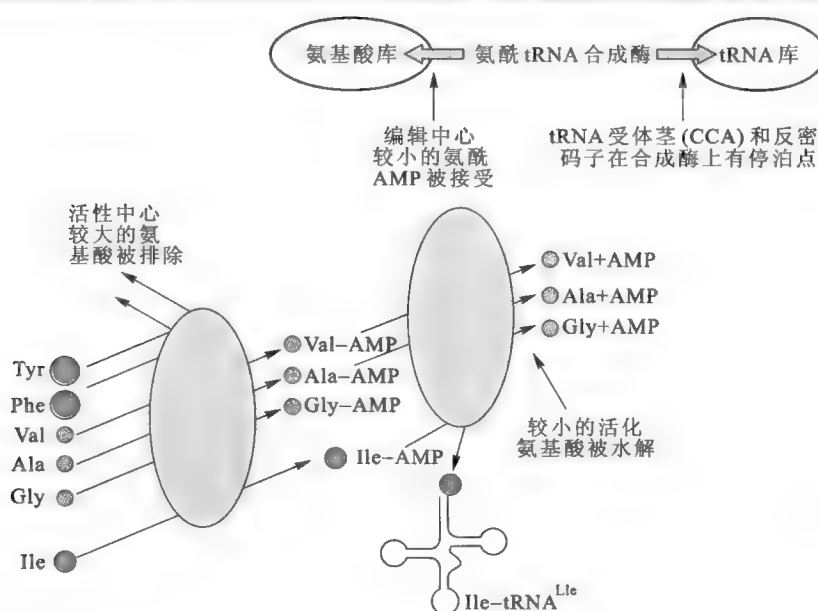 氨基酸库
氨酰tRNA合成酶
tRNA库
编辑中心
较小的氨酰
AMP被接受
tRNA受体茎(CCA)和反密
码子在合成酶上有停泊点
活性中心
较大的氨
基酸被排除
Val+AMP
Ala+AMP
Gly+AMP
Tyr
Phe
Val
Ala
Gly
Ile
Val-AMP
Ala-AMP
Gly-AMP
Ile-AMP
较小的活化
氨基酸被水解
Ile-tRNA^Lle